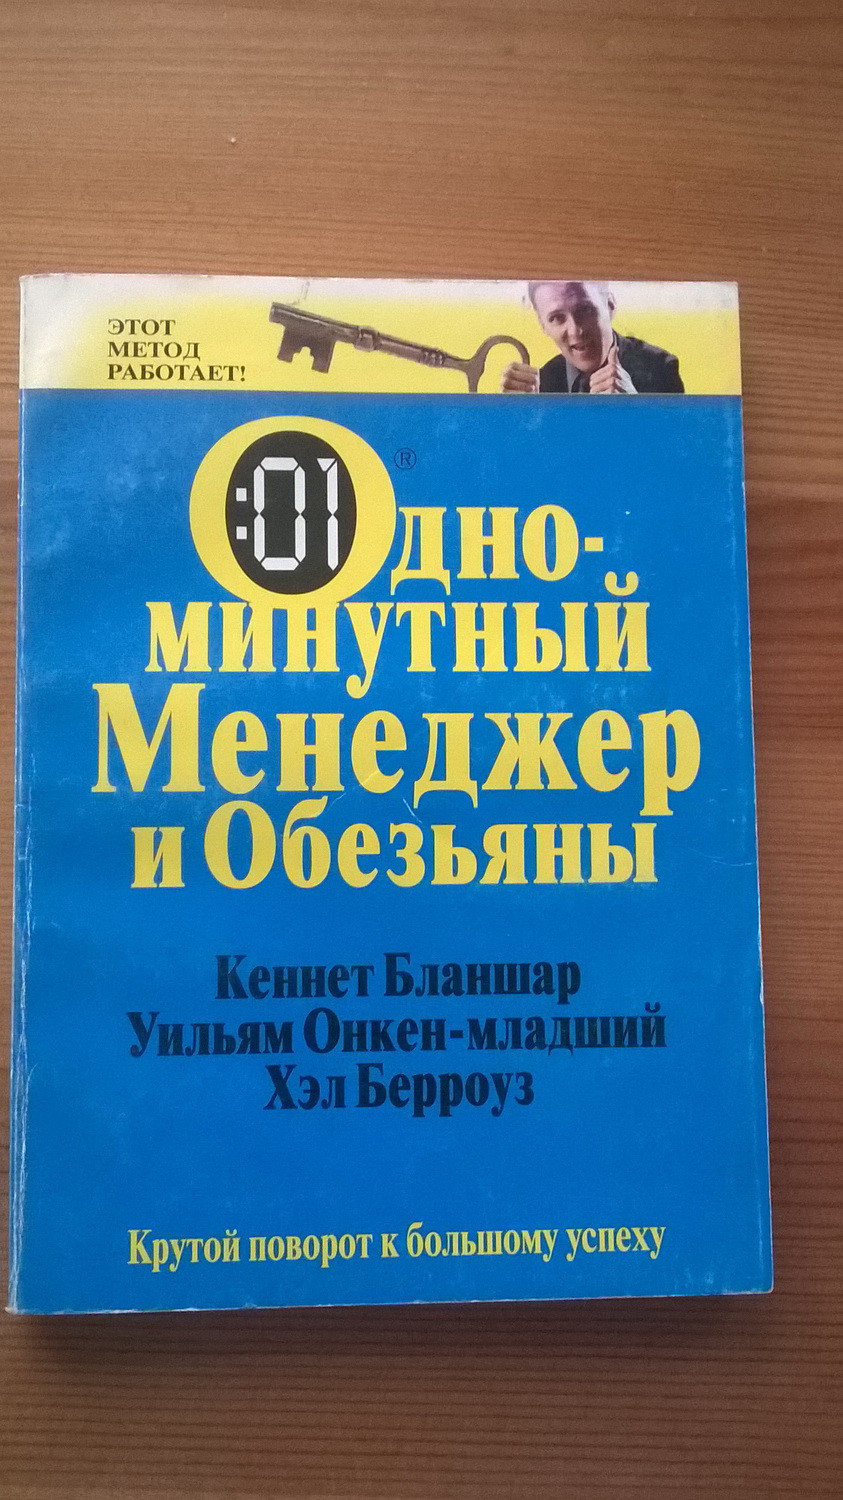 ЭТОТ
МЕТОД
РАБОТАЕТ!
:01
®
Одно-
минутный
Менеджер
и Обезьяны
Кеннет Бланшар
Уильям Онкен-младший
Хэл Берроуз
Крутой поворот к большому успеху